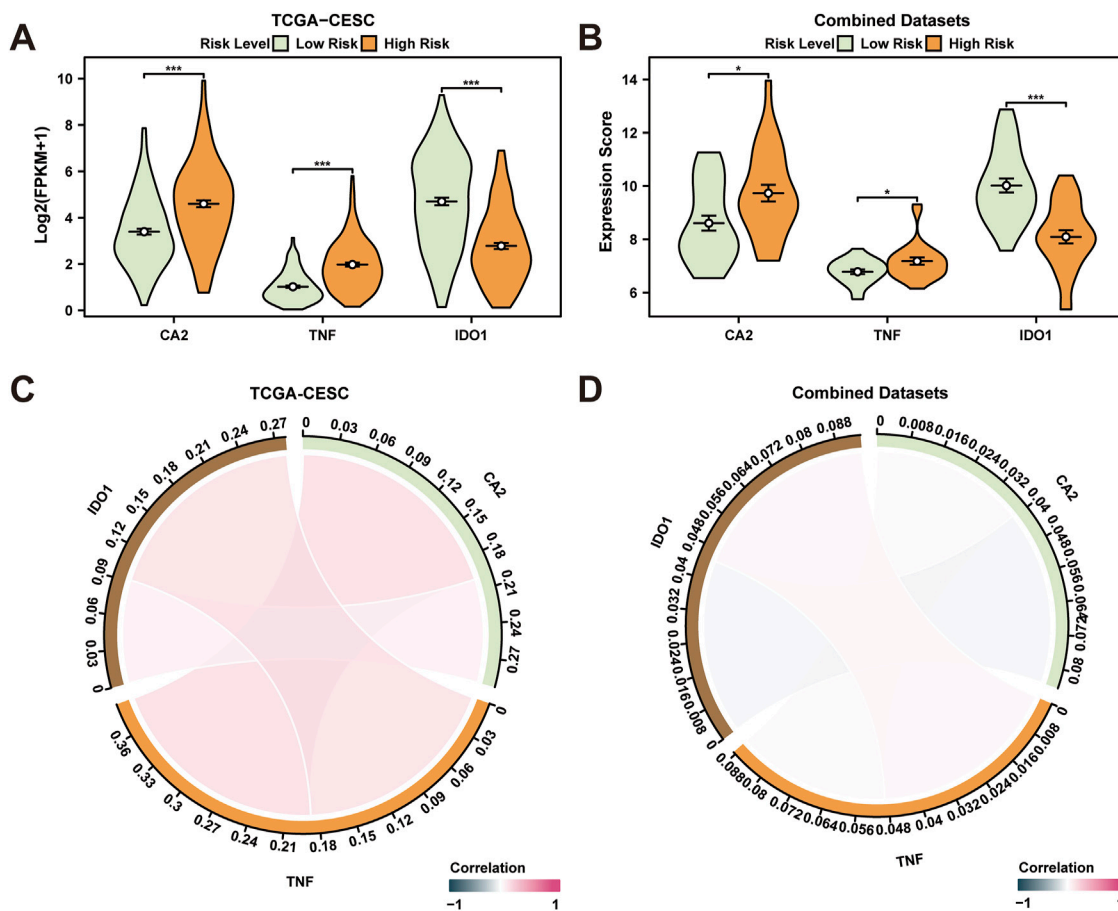 A
TCGA−CESC
Risk Level Low Risk High Risk
Log2(FPKM+1)
10
8
6
4
2
0
***
***
***
CA2 TNF IDO1
B
Combined Datasets
Risk Level Low Risk High Risk
Expression Score
14
12
10
8
6
*
*
***
CA2 TNF IDO1
C
TCGA-CESC
0 0.03 0.06 0.09 0.12 0.15 0.18 0.21 0.24 0.27
CA2
0 0.03 0.06 0.09 0.12 0.15 0.18 0.21 0.24 0.27 0.3 0.33 0.36
TNF
0 0.03 0.06 0.09 0.12 0.15 0.18 0.21 0.24 0.27
IDO1
Correlation
−1 1
D
Combined Datasets
0 0.008 0.016 0.024 0.032 0.04 0.048 0.056 0.064 0.072 0.08
CA2
0 0.008 0.016 0.024 0.032 0.04 0.048 0.056 0.064 0.072 0.08 0.088
TNF
0 0.008 0.016 0.024 0.032 0.04 0.048 0.056 0.064 0.072 0.08 0.088
IDO1
Correlation
−1